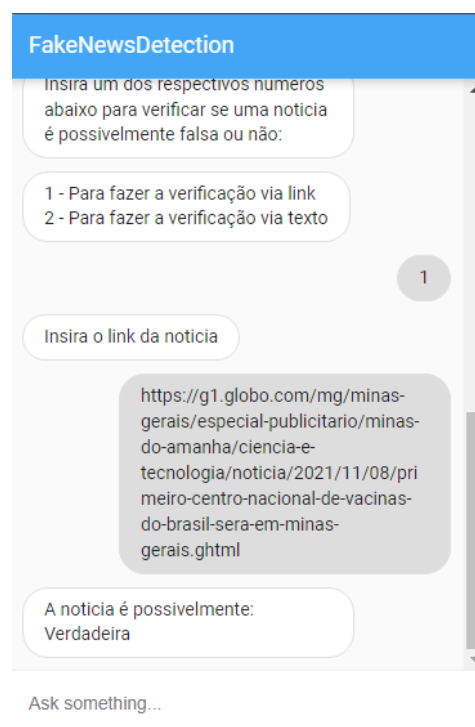 FakeNewsDetection
Insira um dos respectivos numeros
abaixo para verificar se uma noticia
é possivelmente falsa ou não:
1 - Para fazer a verificação via link
2 - Para fazer a verificação via texto
1
Insira o link da noticia
https://g1.globo.com/mg/minas-
gerais/especial-publicitario/minas-
do-amanha/ciencia-e-
tecnologia/noticia/2021/11/08/pri
meiro-centro-nacional-de-vacinas-
do-brasil-sera-em-minas-
gerais.ghtml
A noticia é possivelmente:
Verdadeira
Ask something...